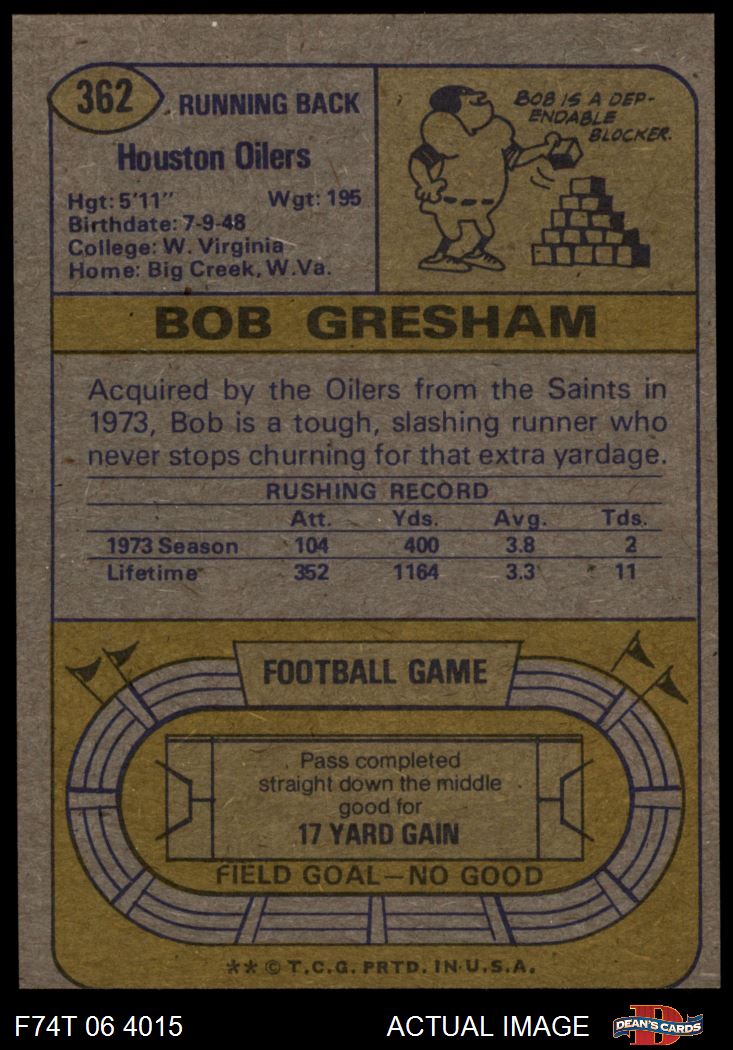 362
RUNNING BACK
Houston Oilers
Hgt: 5'11" Wgt: 195
Birthdate: 7-9-48
College: W. Virginia
Home: Big Creek, W.Va.
BOB IS A DEP-
ENDABLE
BLOCKER.
BOB GRESHAM
Acquired by the Oilers from the Saints in
1973, Bob is a tough, slashing runner who
never stops churning for that extra yardage.
RUSHING RECORD
Att. Yds. Avg. Tds.
1973 Season 104 400 3.8 2
Lifetime 352 1164 3.3 11
FOOTBALL GAME
Pass completed
straight down the middle
good for
17 YARD GAIN
FIELD GOAL—NO GOOD
** © T.C.G. PRTD. IN U.S.A.
F74T 06 4015 ACTUAL IMAGE
D
DEAN'S CARDS